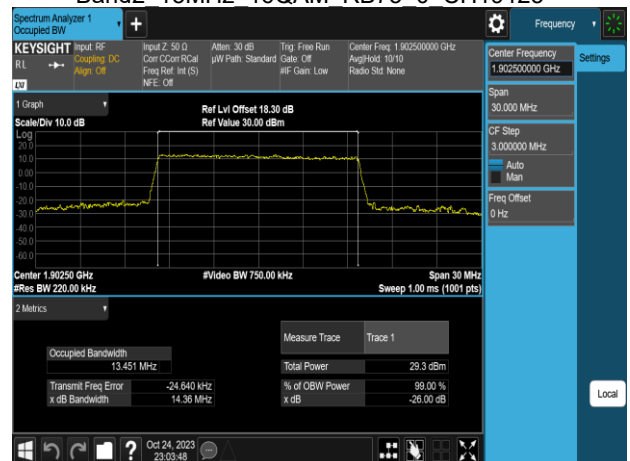 Spectrum Analyzer 1
Occupied BW
Frequency
KEYSIGHT
RL
LXI
Input: RF
Coupling: DC
Align: Off
Input Z: 50 Ω
Corr CCorr RCal
Freq Ref: Int (S)
NFE: Off
Atten: 30 dB
µW Path: Standard
Trig: Free Run
Gate: Off
#IF Gain: Low
Center Freq: 1.902500000 GHz
Avg|Hold: 10/10
Radio Std: None
Center Frequency
1.902500000 GHz
Settings
Span
30.000 MHz
CF Step
3.000000 MHz
Auto
Man
Freq Offset
0 Hz
1 Graph
Scale/Div 10.0 dB
Ref Lvl Offset 18.30 dB
Ref Value 30.00 dBm
Log
20.0
10.0
0.00
-10.0
-20.0
-30.0
-40.0
-50.0
-60.0
Center 1.90250 GHz
#Video BW 750.00 kHz
Span 30 MHz
#Res BW 220.00 kHz
Sweep 1.00 ms (1001 pts)
2 Metrics
Measure Trace
Trace 1
Occupied Bandwidth
13.451 MHz
Total Power
29.3 dBm
Transmit Freq Error
-24.640 kHz
% of OBW Power
99.00 %
x dB Bandwidth
14.36 MHz
x dB
-26.00 dB
Local
Oct 24, 2023
23:03:48